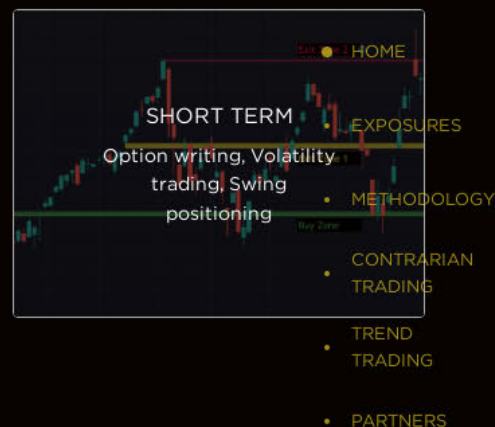 SHORT TERM
Option writing, Volatility
trading, Swing
positioning
Buy Zone
HOME
EXPOSURES
METHODOLOGY
CONTRARIAN
TRADING
TREND
TRADING
PARTNERS